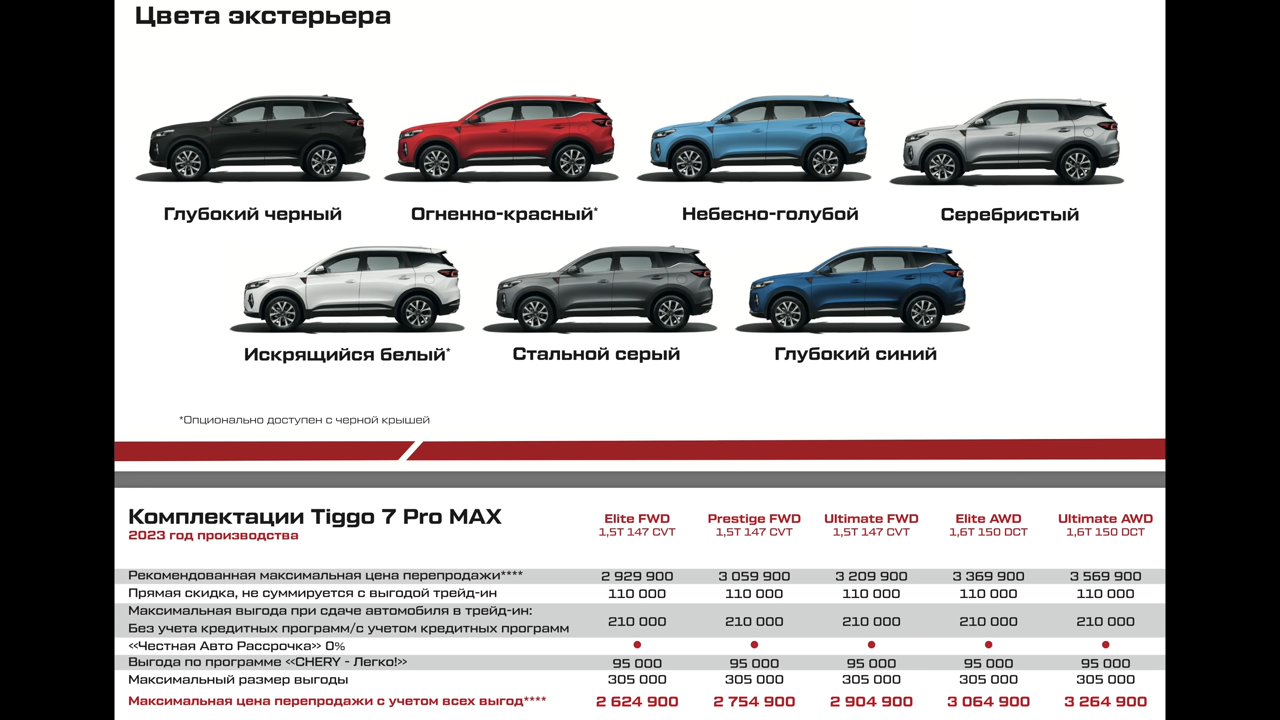 Цвета экстерьера
Глубокий черный Огненно-красный* Небесно-голубой Серебристый
Искрящийся белый* Стальной серый Глубокий синий
*Опционально доступен с черной крышей
Комплектации Tiggo 7 Pro MAX Elite FWD Prestige FWD Ultimate FWD Elite AWD Ultimate AWD
2023 год производства 1,5T 147 CVT 1,5T 147 CVT 1,5T 147 CVT 1,6T 150 DCT 1,6T 150 DCT
Рекомендованная максимальная цена перепродажи**** 2 929 900 3 059 900 3 209 900 3 369 900 3 569 900
Прямая скидка, не суммируется с выгодой трейд-ин 110 000 110 000 110 000 110 000 110 000
Максимальная выгода при сдаче автомобиля в трейд-ин:
Без учета кредитных программ/с учетом кредитных программ 210 000 210 000 210 000 210 000 210 000
«Честная Авто Рассрочка» 0% • • • • •
Выгода по программе «CHERY - Легко!» 95 000 95 000 95 000 95 000 95 000
Максимальный размер выгоды 305 000 305 000 305 000 305 000 305 000
Максимальная цена перепродажи с учетом всех выгод**** 2 624 900 2 754 900 2 904 900 3 064 900 3 264 900